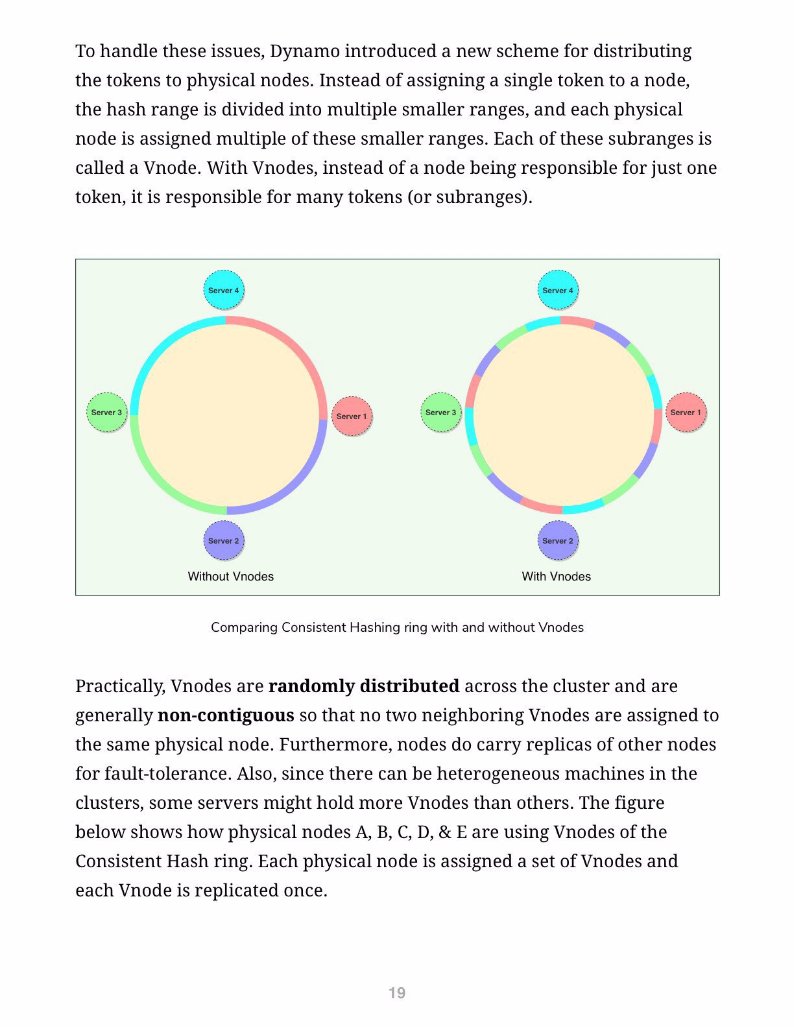 To handle these issues, Dynamo introduced a new scheme for distributing
the tokens to physical nodes. Instead of assigning a single token to a node,
the hash range is divided into multiple smaller ranges, and each physical
node is assigned multiple of these smaller ranges. Each of these subranges is
called a Vnode. With Vnodes, instead of a node being responsible for just one
token, it is responsible for many tokens (or subranges).
Server 4
Server 3
Server 1
Server 2
Without Vnodes
Server 4
Server 3
Server 1
Server 2
With Vnodes
Comparing Consistent Hashing ring with and without Vnodes
Practically, Vnodes are randomly distributed across the cluster and are
generally non-contiguous so that no two neighboring Vnodes are assigned to
the same physical node. Furthermore, nodes do carry replicas of other nodes
for fault-tolerance. Also, since there can be heterogeneous machines in the
clusters, some servers might hold more Vnodes than others. The figure
below shows how physical nodes A, B, C, D, & E are using Vnodes of the
Consistent Hash ring. Each physical node is assigned a set of Vnodes and
each Vnode is replicated once.
19